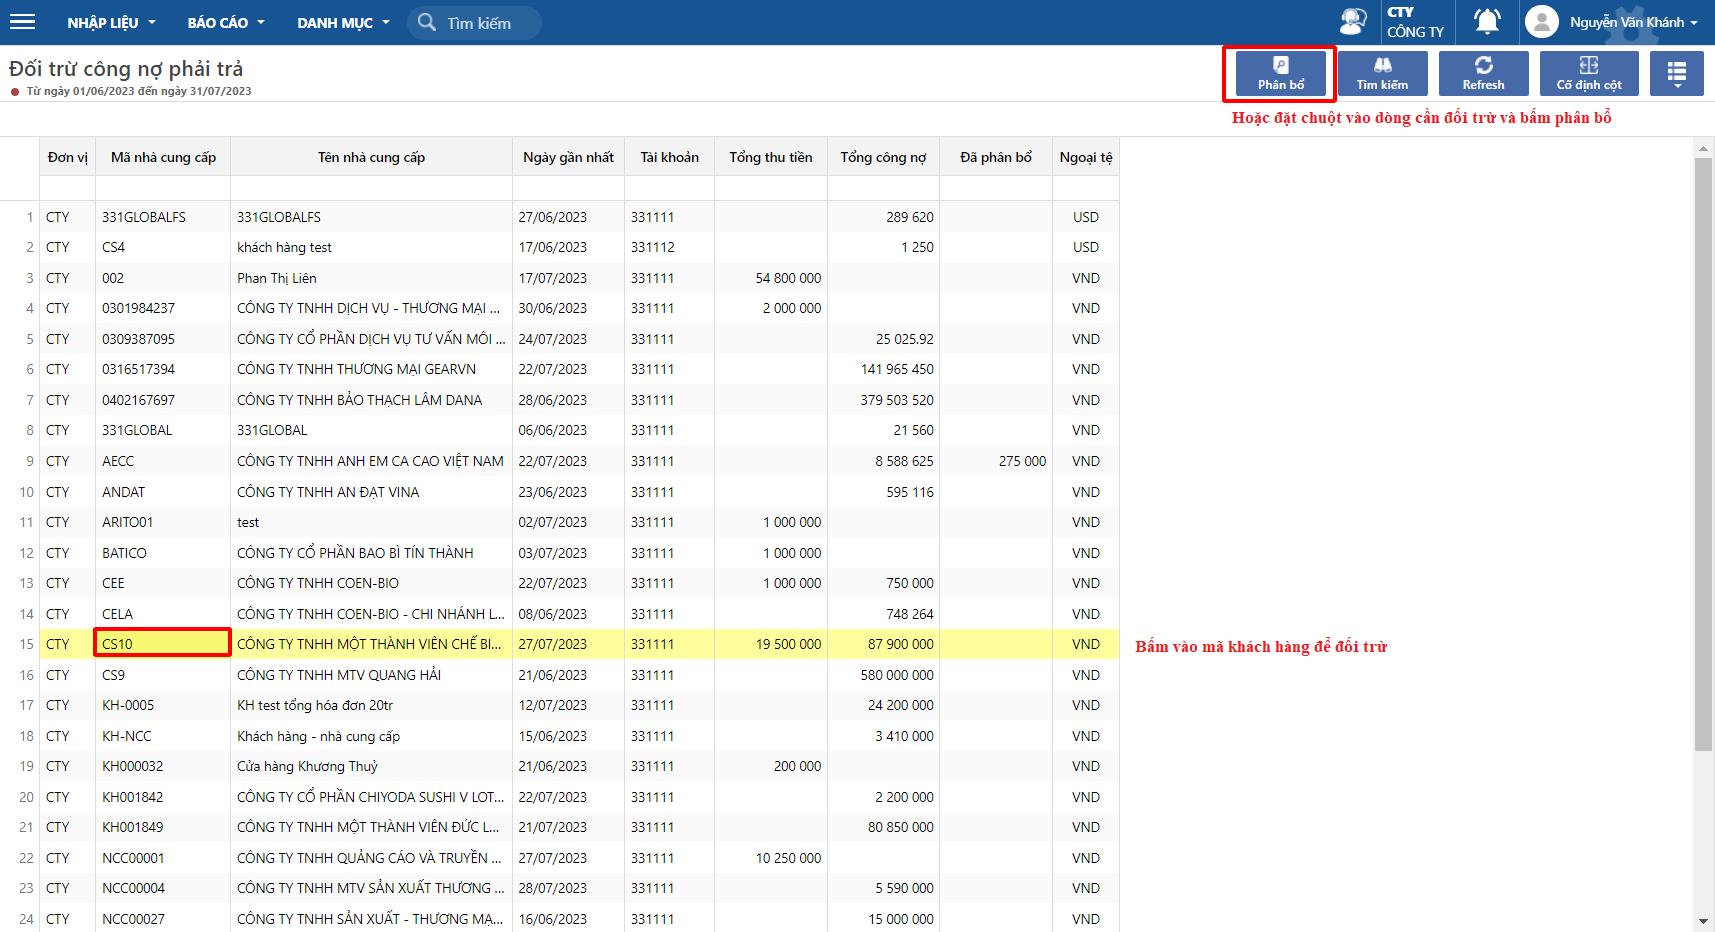 NHẬP LIỆU BÁO CÁO DANH MỤC Tìm kiếm CTY CÔNG TY Nguyễn Văn Khánh
Đối trừ công nợ phải trả
Từ ngày 01/06/2023 đến ngày 31/07/2023
Phân bổ Tìm kiếm Refresh Cố định cột
Hoặc đặt chuột vào dòng cần đối trừ và bấm phân bổ
Đơn vị Mã nhà cung cấp Tên nhà cung cấp Ngày gần nhất Tài khoản Tổng thu tiền Tổng công nợ Đã phân bổ Ngoại tệ
1 CTY 331GLOBALFS 331GLOBALFS 27/06/2023 331111 289 620 USD
2 CTY CS4 khách hàng test 17/06/2023 331112 1 250 USD
3 CTY 002 Phan Thị Liên 17/07/2023 331111 54 800 000 VND
4 CTY 0301984237 CÔNG TY TNHH DỊCH VỤ - THƯƠNG MẠI ... 30/06/2023 331111 2 000 000 VND
5 CTY 0309387095 CÔNG TY CỔ PHẦN DỊCH VỤ TƯ VẤN MÔI ... 24/07/2023 331111 25 025.92 VND
6 CTY 0316517394 CÔNG TY TNHH THƯƠNG MẠI GEARVN 22/07/2023 331111 141 965 450 VND
7 CTY 0402167697 CÔNG TY TNHH BẢO THẠCH LÂM DANA 28/06/2023 331111 379 503 520 VND
8 CTY 331GLOBAL 331GLOBAL 06/06/2023 331111 21 560 VND
9 CTY AECC CÔNG TY TNHH ANH EM CA CAO VIỆT NAM 22/07/2023 331111 8 588 625 275 000 VND
10 CTY ANDAT CÔNG TY TNHH AN ĐẠT VINA 23/06/2023 331111 595 116 VND
11 CTY ARITO01 test 02/07/2023 331111 1 000 000 VND
12 CTY BATICO CÔNG TY CỔ PHẦN BAO BÌ TÍN THÀNH 03/07/2023 331111 1 000 000 VND
13 CTY CEE CÔNG TY TNHH COEN-BIO 22/07/2023 331111 1 000 000 750 000 VND
14 CTY CELA CÔNG TY TNHH COEN-BIO - CHI NHÁNH L... 08/06/2023 331111 748 264 VND
15 CTY CS10 CÔNG TY TNHH MỘT THÀNH VIÊN CHẾ BI... 27/07/2023 331111 19 500 000 87 900 000 VND
Bấm vào mã khách hàng để đối trừ
16 CTY CS9 CÔNG TY TNHH MTV QUANG HẢI 21/06/2023 331111 580 000 000 VND
17 CTY KH-0005 KH test tổng hóa đơn 20tr 12/07/2023 331111 24 200 000 VND
18 CTY KH-NCC Khách hàng - nhà cung cấp 15/06/2023 331111 3 410 000 VND
19 CTY KH000032 Cửa hàng Khương Thuỷ 21/06/2023 331111 200 000 VND
20 CTY KH001842 CÔNG TY CỔ PHẦN CHIYODA SUSHI V LOT... 22/07/2023 331111 2 200 000 VND
21 CTY KH001849 CÔNG TY TNHH MỘT THÀNH VIÊN ĐỨC L... 21/07/2023 331111 80 850 000 VND
22 CTY NCC00001 CÔNG TY TNHH QUẢNG CÁO VÀ TRUYỀN ... 27/07/2023 331111 10 250 000 VND
23 CTY NCC00004 CÔNG TY TNHH MTV SẢN XUẤT THƯƠNG ... 28/07/2023 331111 5 590 000 VND
24 CTY NCC00027 CÔNG TY TNHH SẢN XUẤT - THƯƠNG MẠ... 16/06/2023 331111 15 000 000 VND